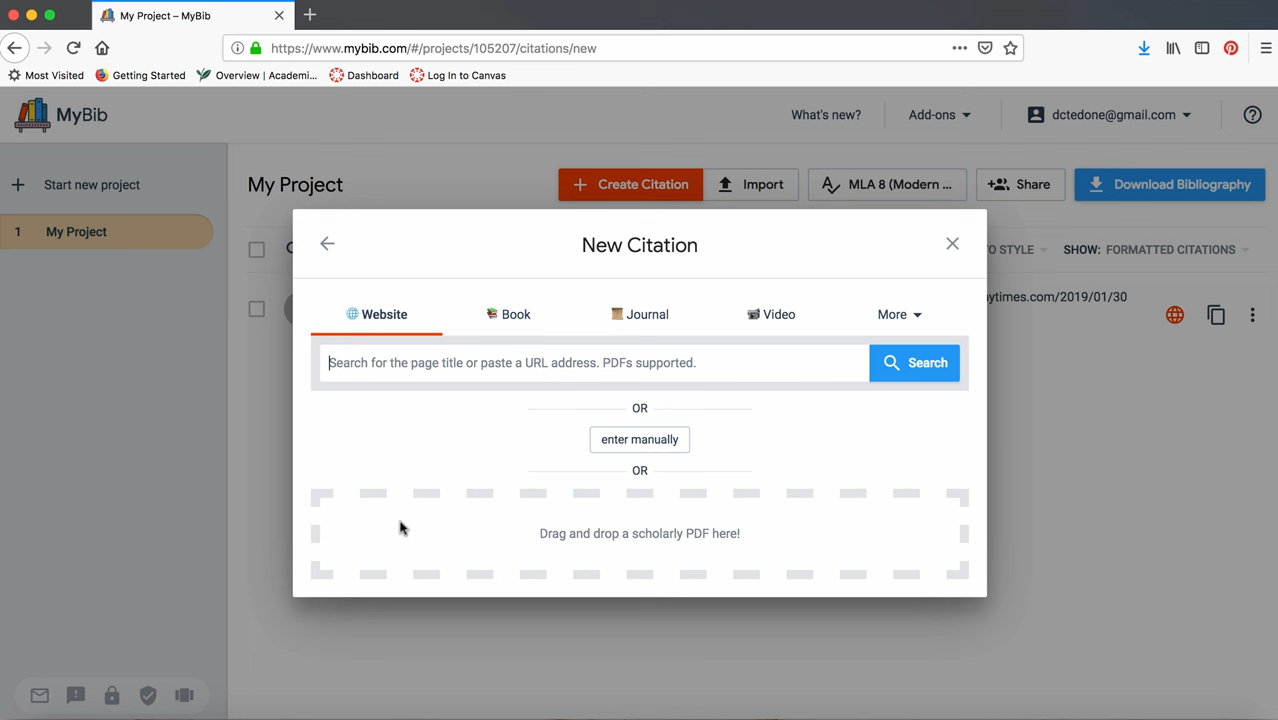 My Project – MyBib
https://www.mybib.com/#/projects/105207/citations/new
Most Visited Getting Started Overview | Academi... Dashboard Log In to Canvas
MyBib What's new? Add-ons dctedone@gmail.com
Start new project
My Project Create Citation Import MLA 8 (Modern ... Share Download Bibliography
1 My Project
New Citation
O STYLE SHOW: FORMATTED CITATIONS
Website Book Journal Video More
ytimes.com/2019/01/30
Search for the page title or paste a URL address. PDFs supported. Search
OR
enter manually
OR
Drag and drop a scholarly PDF here!